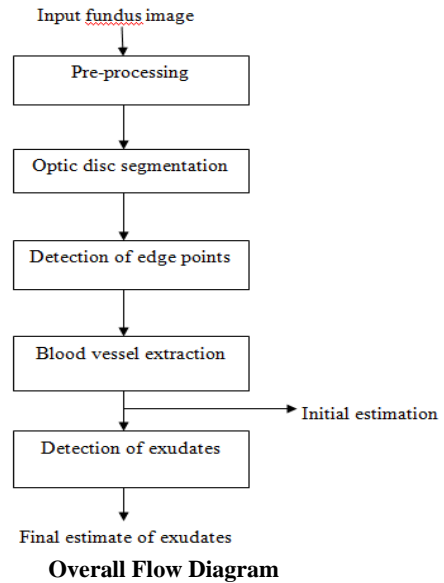 Input fundus image
Pre-processing
Optic disc segmentation
Detection of edge points
Blood vessel extraction
Initial estimation
Detection of exudates
Final estimate of exudates
Overall Flow Diagram